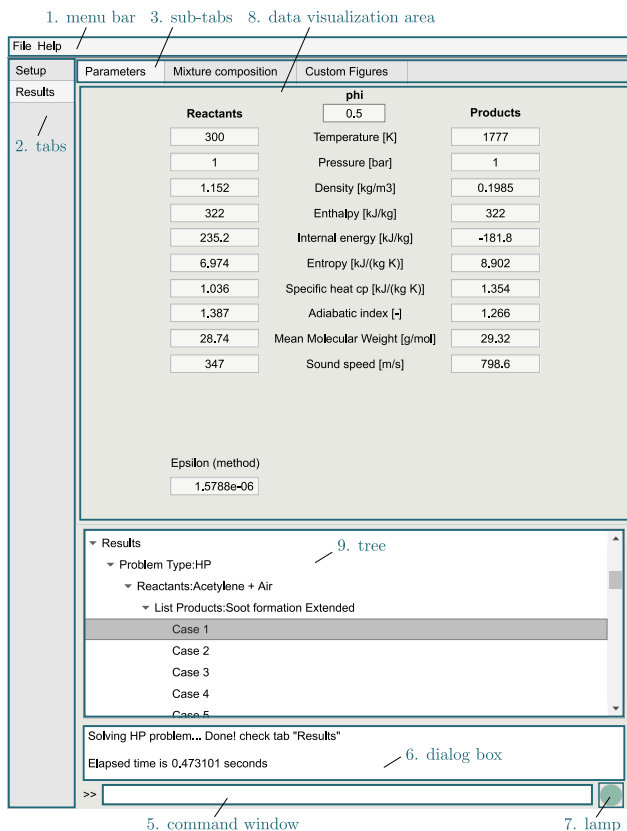 1. menu bar 3. sub-tabs 8. data visualization area
File Help
Setup
Results
2. tabs
Parameters Mixture composition Custom Figures
phi
Reactants 0.5 Products
300 Temperature [K] 1777
1 Pressure [bar] 1
1.152 Density [kg/m3] 0.1985
322 Enthalpy [kJ/kg] 322
235.2 Internal energy [kJ/kg] -181.8
6.974 Entropy [kJ/(kg K)] 8.902
1.036 Specific heat cp [kJ/(kg K)] 1.354
1.387 Adiabatic index [-] 1.266
28.74 Mean Molecular Weight [g/mol] 29.32
347 Sound speed [m/s] 798.6
Epsilon (method)
1.5788e-06
Results
9. tree
Problem Type:HP
Reactants:Acetylene + Air
List Products:Soot formation Extended
Case 1
Case 2
Case 3
Case 4
Case 5
Solving HP problem... Done! check tab "Results"
6. dialog box
Elapsed time is 0.473101 seconds
>>
5. command window 7. lamp